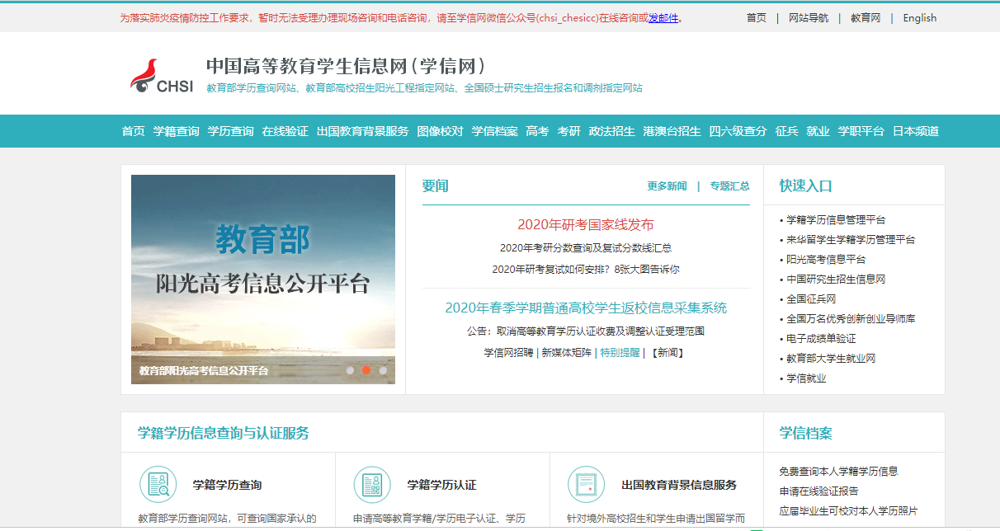 为落实肺炎疫情防控工作要求，暂时无法受理办理现场咨询和电话咨询，请至学信网微信公众号(chsi_chesicc)在线咨询或发邮件。
首页 | 网站导航 | 教育网 | English
CHSI
中国高等教育学生信息网（学信网）
教育部学历查询网站、教育部高校招生阳光工程指定网站、全国硕士研究生招生报名和调剂指定网站
首页 学籍查询 学历查询 在线验证 出国教育背景服务 图像校对 学信档案 高考 考研 政法招生 港澳台招生 四六级查分 征兵 就业 学职平台 日本频道
教育部
阳光高考信息公开平台
教育部阳光高考信息公开平台
要闻
更多新闻 | 专题汇总
2020年研考国家线发布
2020年考研分数查询及复试分数线汇总
2020年研考复试如何安排？8张大图告诉你
2020年春季学期普通高校学生返校信息采集系统
公告：取消高等教育学历认证收费及调整认证受理范围
学信网招聘 | 新媒体矩阵 | 特别提醒 | 【新闻】
快速入口
• 学籍学历信息管理平台
• 来华留学生学籍学历管理平台
• 阳光高考信息平台
• 中国研究生招生信息网
• 全国征兵网
• 全国万名优秀创新创业导师库
• 电子成绩单验证
• 教育部大学生就业网
• 学信就业
学籍学历信息查询与认证服务
学籍学历查询
教育部学历查询网站，可查询国家承认的
学籍学历认证
申请高等教育学籍/学历电子认证、学历
出国教育背景信息服务
针对境外高校招生和学生申请出国留学而
学信档案
免费查询本人学籍学历信息
申请在线验证报告
应届毕业生可校对本人学历照片